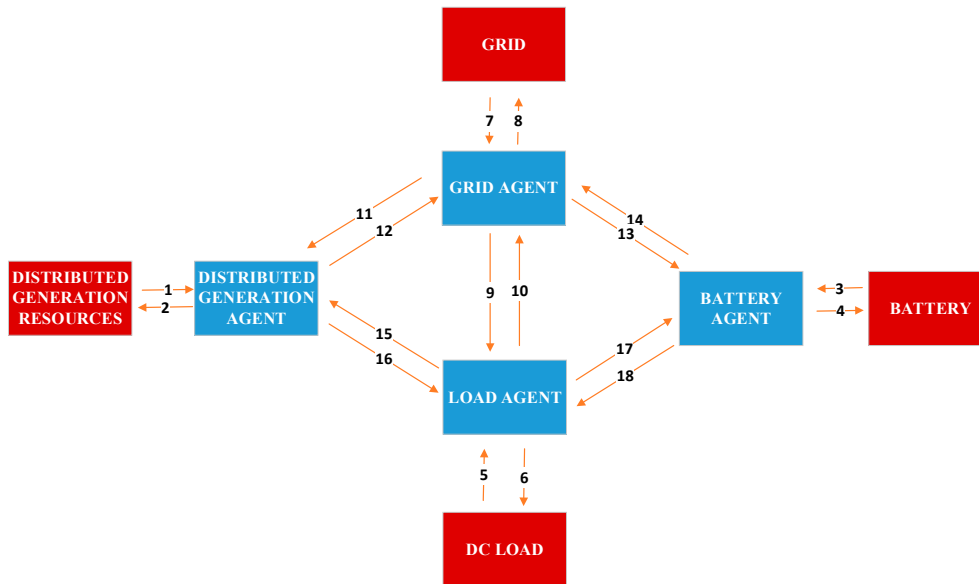 GRID
7
8
GRID AGENT
11
12
14
13
DISTRIBUTED
GENERATION
RESOURCES
1
2
DISTRIBUTED
GENERATION
AGENT
9
10
BATTERY
AGENT
3
4
BATTERY
15
16
17
18
LOAD AGENT
5
6
DC LOAD